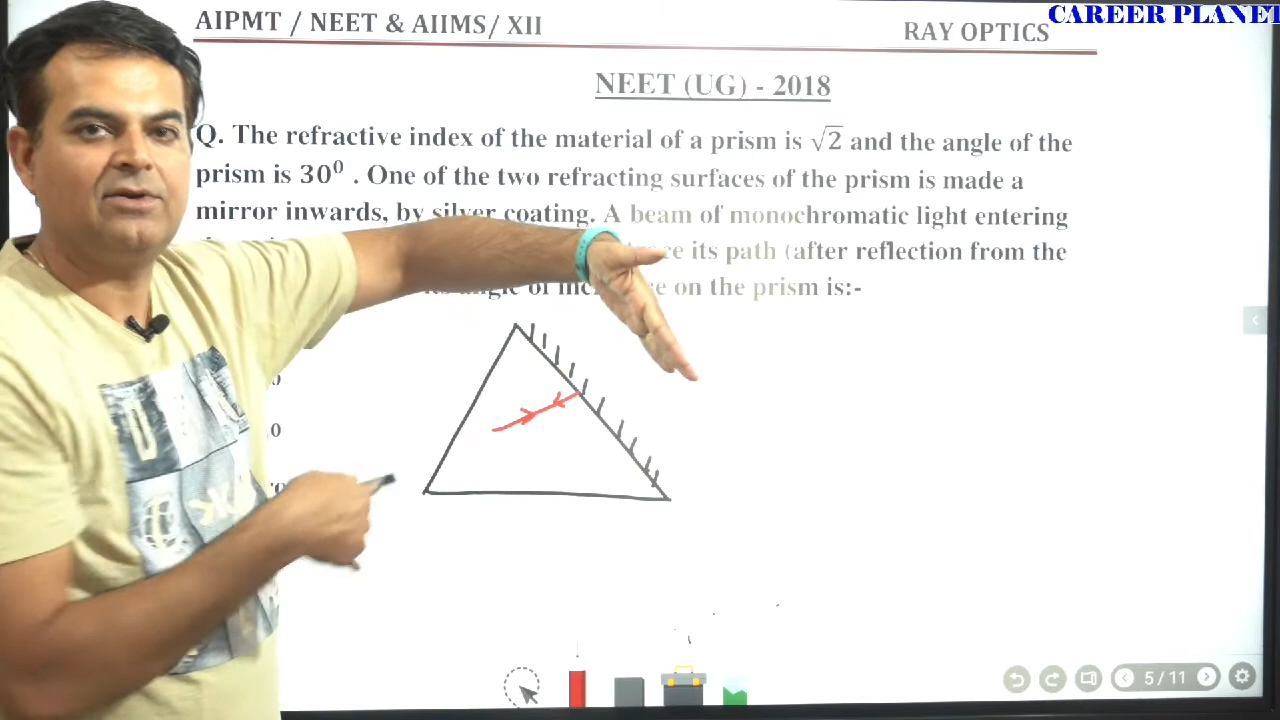 AIPMT / NEET & AIIMS/ XII
RAY OPTICS
CAREER PLANET
NEET (UG) - 2018
Q. The refractive index of the material of a prism is √2 and the angle of the
prism is 30⁰ . One of the two refracting surfaces of the prism is made a
mirror inwards, by silver coating. A beam of monochromatic light entering
its path (after reflection from the
angle of on the prism is:-
5 / 11